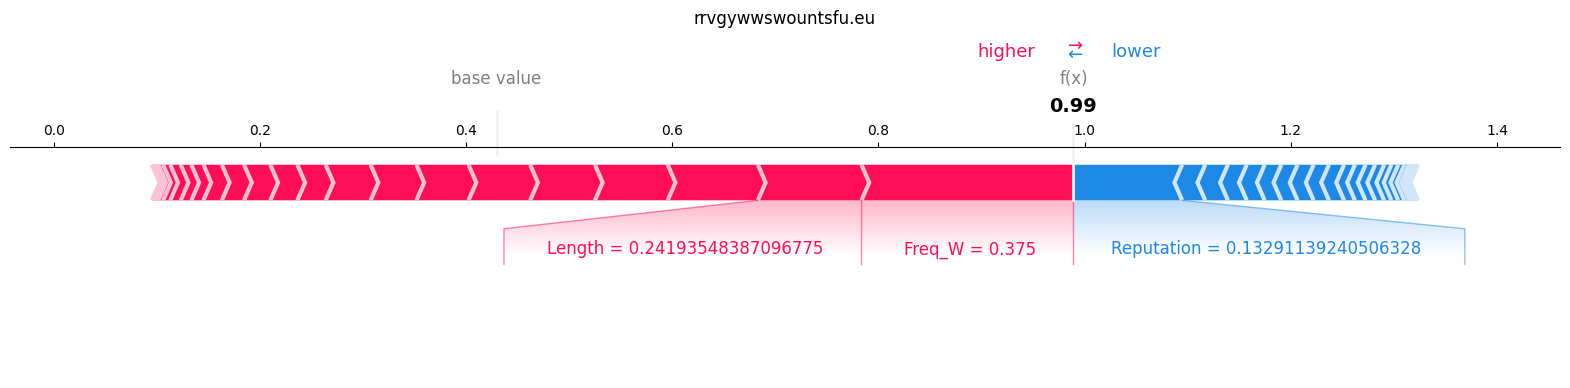 rrvgywwswountsfu.eu
higher → ← lower
base value f(x)
0.99
0.0 0.2 0.4 0.6 0.8 1.0 1.2 1.4
Length = 0.24193548387096775 Freq_W = 0.375 Reputation = 0.13291139240506328